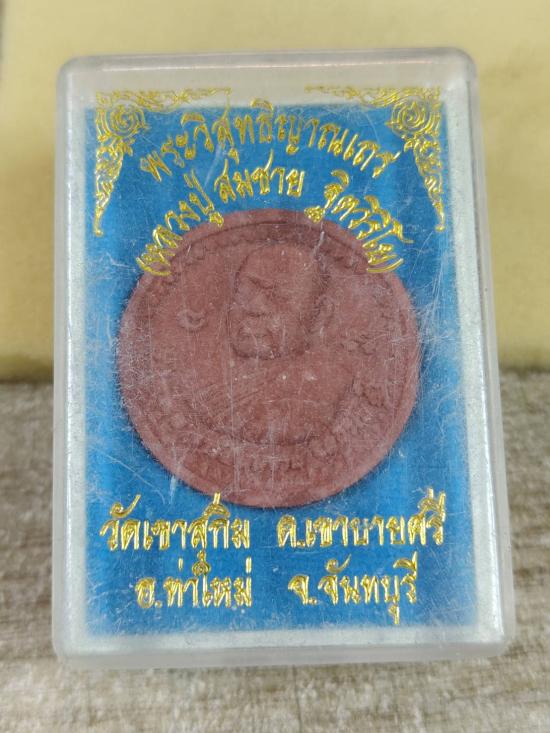 พระวิสุทธิญาณเถร
(หลวงปู่ สมชาย ฐิตวิริโย)
วัดเขาสุกิม ต.เขาบายศรี
อ.ท่าใหม่ จ.จันทบุรี